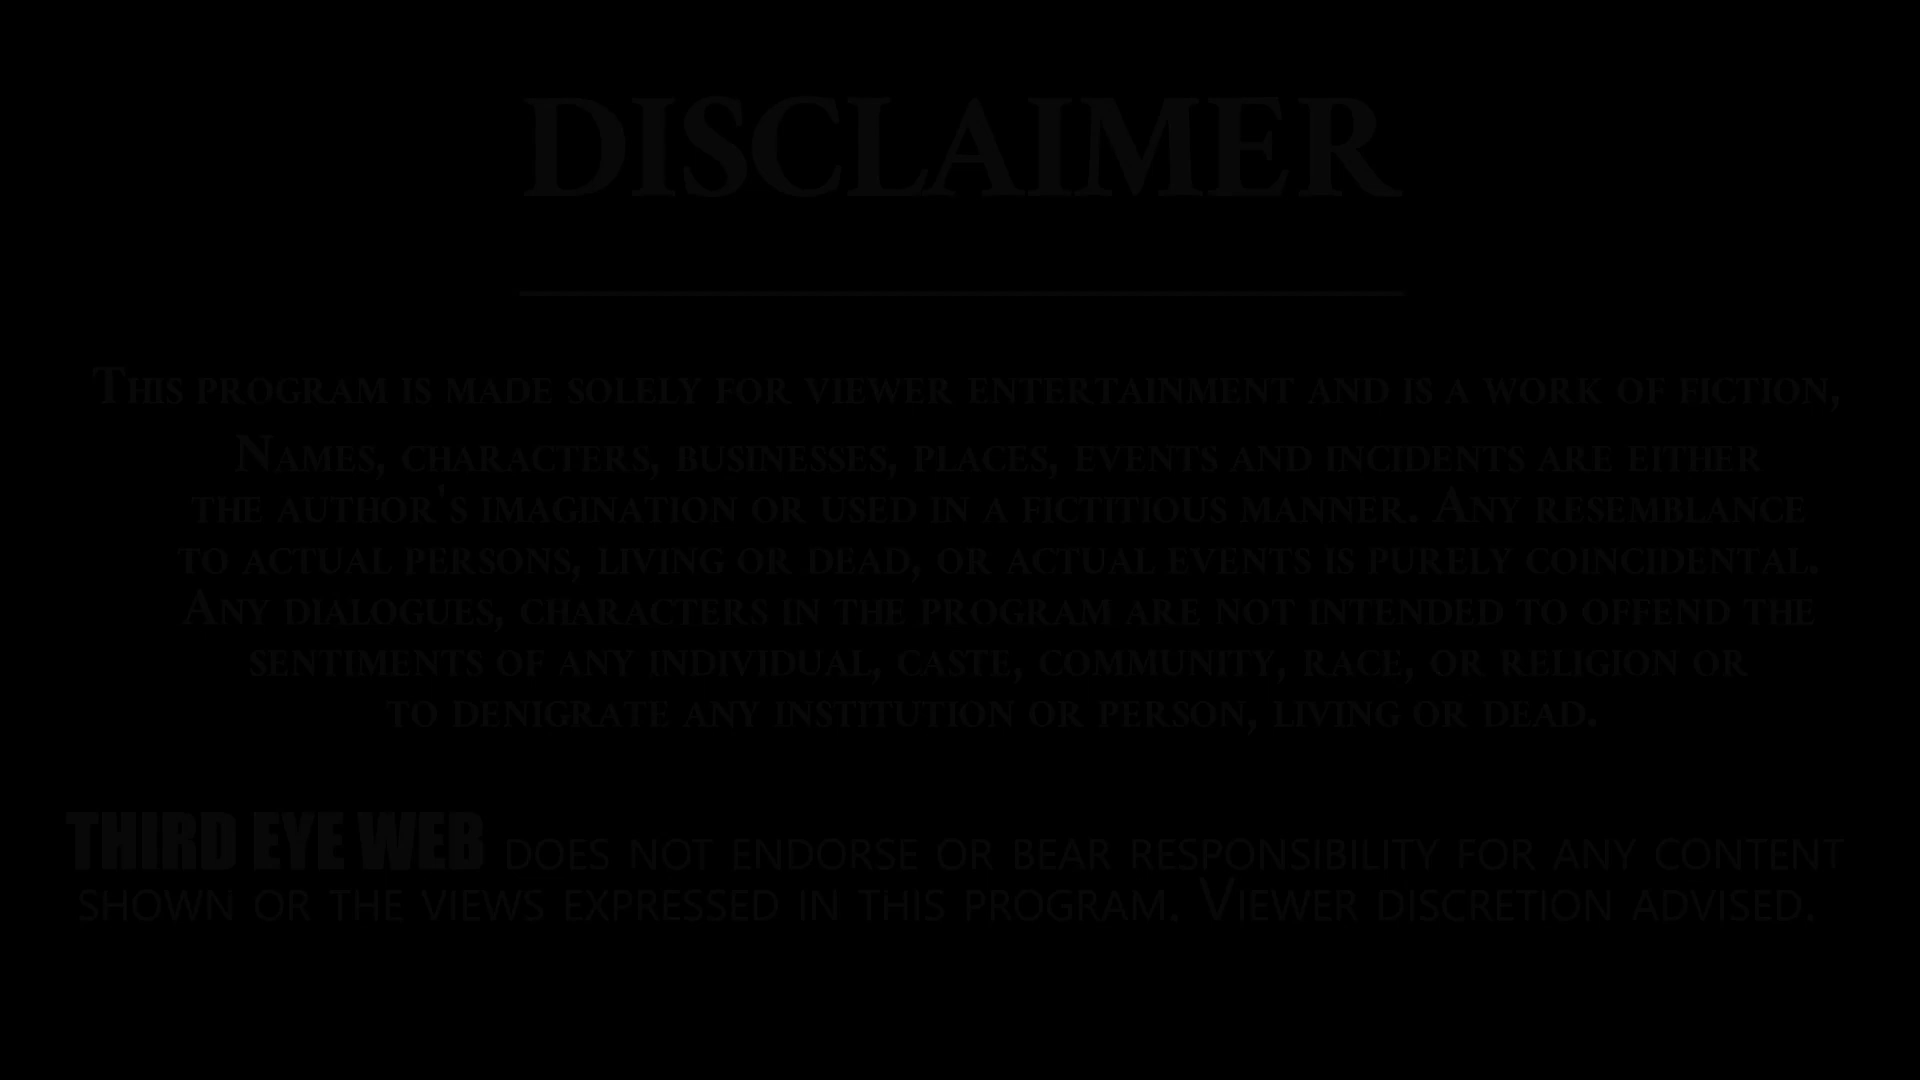 DISCLAIMER
This program is made solely for viewer entertainment and is a work of fiction,
Names, characters, businesses, places, events and incidents are either
the author's imagination or used in a fictitious manner. Any resemblance
to actual persons, living or dead, or actual events is purely coincidental.
Any dialogues, characters in the program are not intended to offend the
sentiments of any individual, caste, community, race, or religion or
to denigrate any institution or person, living or dead.
THIRD EYE WEB does not endorse or bear responsibility for any content
shown or the views expressed in this program. Viewer discretion advised.